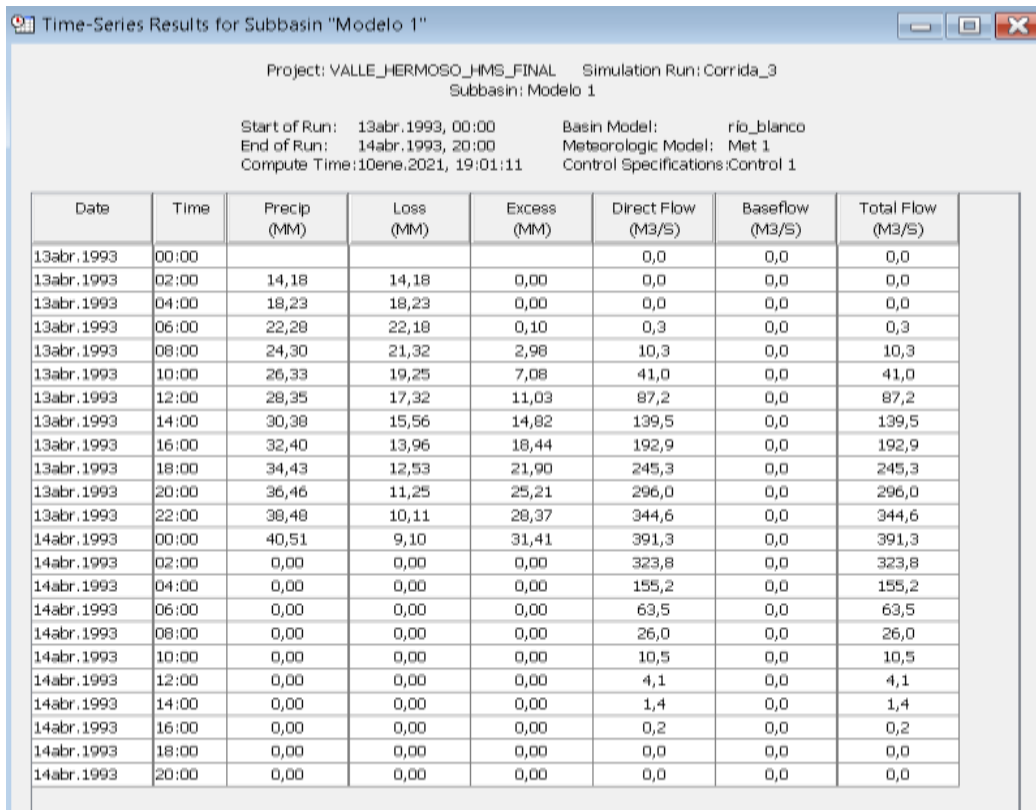 Time-Series Results for Subbasin "Modelo 1"
Project: VALLE_HERMOSO_HMS_FINAL Simulation Run: Corrida_3
Subbasin: Modelo 1
Start of Run: 13abr.1993, 00:00 Basin Model: río_blanco
End of Run: 14abr.1993, 20:00 Meteorologic Model: Met 1
Compute Time:10ene.2021, 19:01:11 Control Specifications:Control 1
Date Time Precip Loss Excess Direct Flow Baseflow Total Flow
(MM) (MM) (MM) (M3/S) (M3/S) (M3/S)
13abr.1993 00:00 0,0 0,0 0,0
13abr.1993 02:00 14,18 14,18 0,00 0,0 0,0 0,0
13abr.1993 04:00 18,23 18,23 0,00 0,0 0,0 0,0
13abr.1993 06:00 22,28 22,18 0,10 0,3 0,0 0,3
13abr.1993 08:00 24,30 21,32 2,98 10,3 0,0 10,3
13abr.1993 10:00 26,33 19,25 7,08 41,0 0,0 41,0
13abr.1993 12:00 28,35 17,32 11,03 87,2 0,0 87,2
13abr.1993 14:00 30,38 15,56 14,82 139,5 0,0 139,5
13abr.1993 16:00 32,40 13,96 18,44 192,9 0,0 192,9
13abr.1993 18:00 34,43 12,53 21,90 245,3 0,0 245,3
13abr.1993 20:00 36,46 11,25 25,21 296,0 0,0 296,0
13abr.1993 22:00 38,48 10,11 28,37 344,6 0,0 344,6
14abr.1993 00:00 40,51 9,10 31,41 391,3 0,0 391,3
14abr.1993 02:00 0,00 0,00 0,00 323,8 0,0 323,8
14abr.1993 04:00 0,00 0,00 0,00 155,2 0,0 155,2
14abr.1993 06:00 0,00 0,00 0,00 63,5 0,0 63,5
14abr.1993 08:00 0,00 0,00 0,00 26,0 0,0 26,0
14abr.1993 10:00 0,00 0,00 0,00 10,5 0,0 10,5
14abr.1993 12:00 0,00 0,00 0,00 4,1 0,0 4,1
14abr.1993 14:00 0,00 0,00 0,00 1,4 0,0 1,4
14abr.1993 16:00 0,00 0,00 0,00 0,2 0,0 0,2
14abr.1993 18:00 0,00 0,00 0,00 0,0 0,0 0,0
14abr.1993 20:00 0,00 0,00 0,00 0,0 0,0 0,0